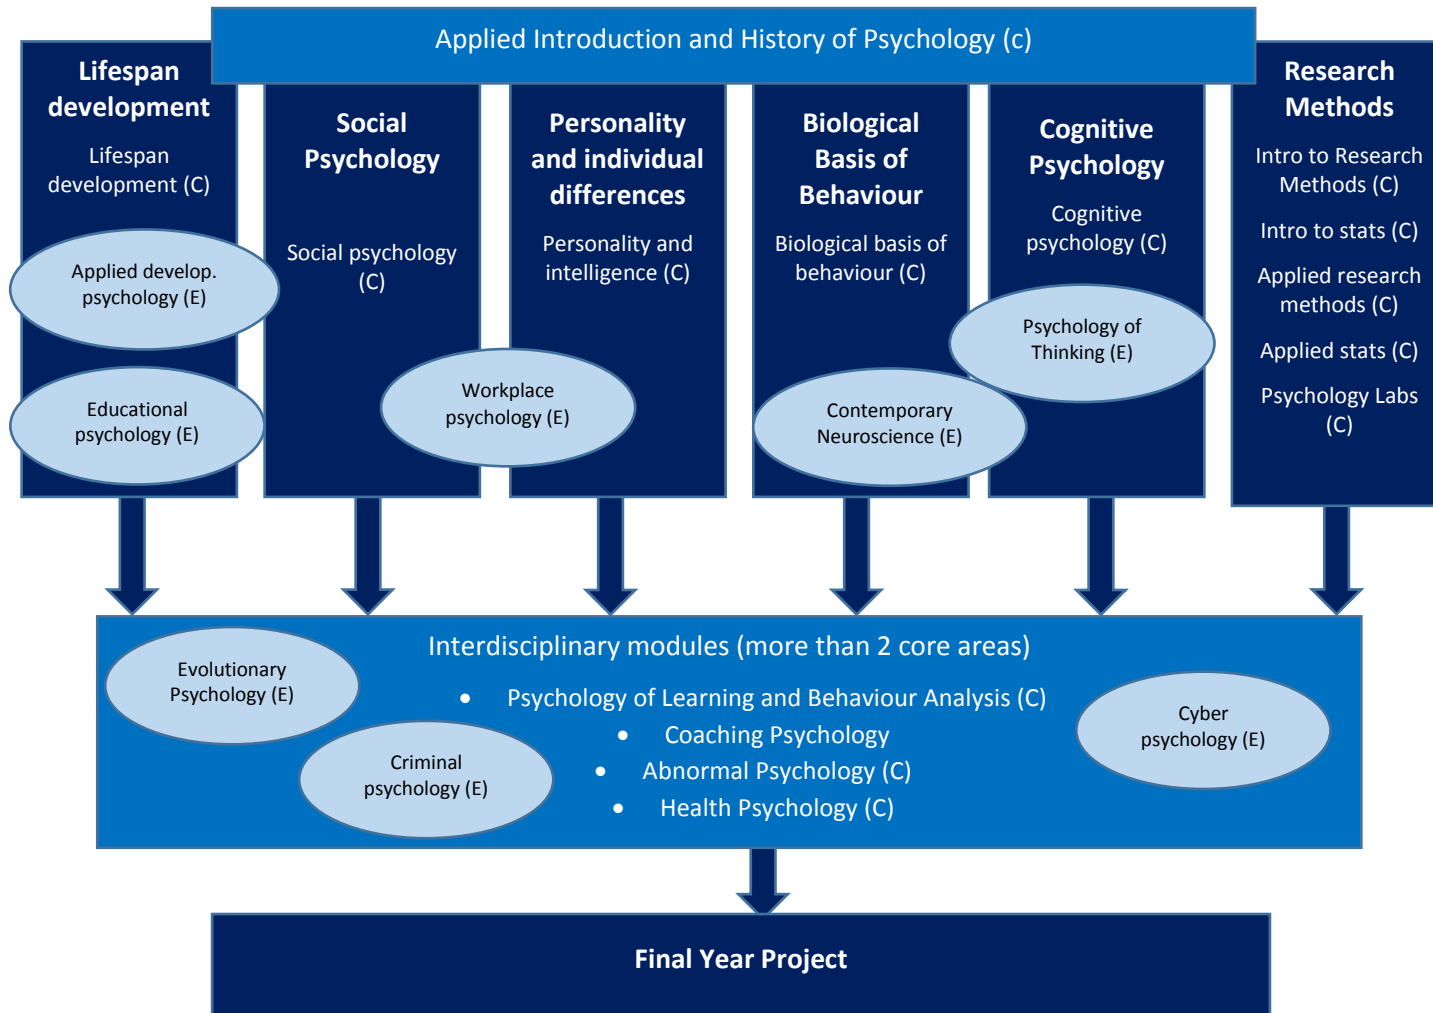 Applied Introduction and History of Psychology (c)
Lifespan
development
Lifespan
development (C)
Applied develop.
psychology (E)
Educational
psychology (E)
Social
Psychology
Social psychology
(C)
Personality
and individual
differences
Personality and
intelligence (C)
Workplace
psychology (E)
Biological
Basis of
Behaviour
Biological basis of
behaviour (C)
Contemporary
Neuroscience (E)
Cognitive
Psychology
Cognitive
psychology (C)
Psychology of
Thinking (E)
Research
Methods
Intro to Research
Methods (C)
Intro to stats (C)
Applied research
methods (C)
Applied stats (C)
Psychology Labs
(C)
Interdisciplinary modules (more than 2 core areas)
Evolutionary
Psychology (E)
Criminal
psychology (E)
• Psychology of Learning and Behaviour Analysis (C)
• Coaching Psychology
• Abnormal Psychology (C)
• Health Psychology (C)
Cyber
psychology (E)
Final Year Project